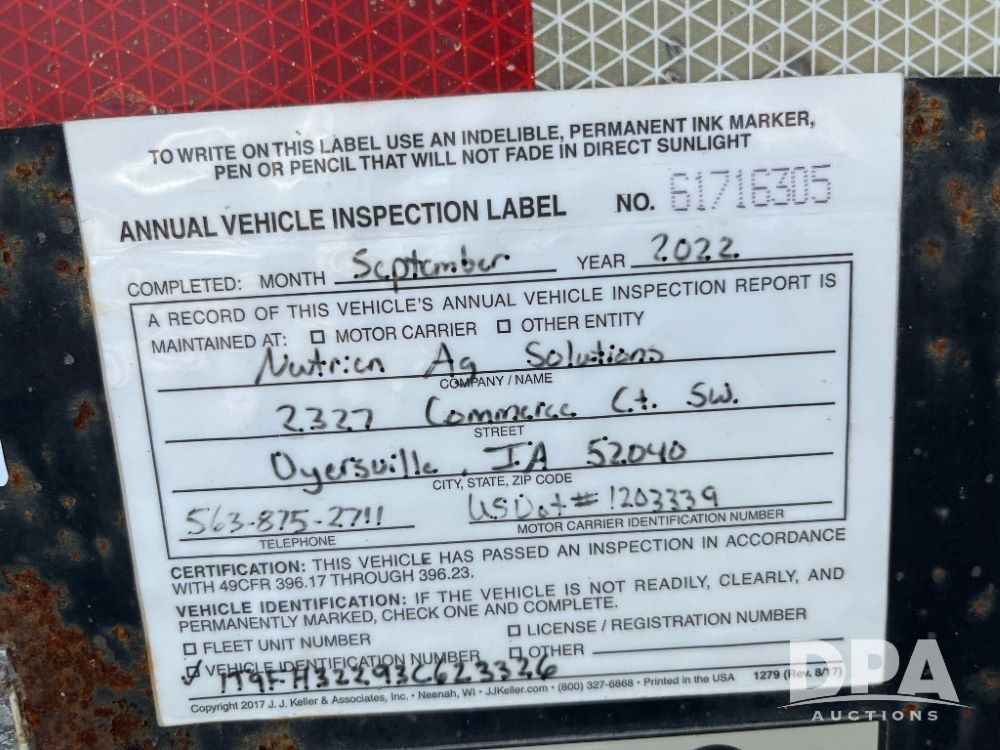 TO WRITE ON THIS LABEL USE AN INDELIBLE, PERMANENT INK MARKER,
PEN OR PENCIL THAT WILL NOT FADE IN DIRECT SUNLIGHT
ANNUAL VEHICLE INSPECTION LABEL NO. 61716305
COMPLETED: MONTH September YEAR 2022
A RECORD OF THIS VEHICLE'S ANNUAL VEHICLE INSPECTION REPORT IS
MAINTAINED AT: ☐ MOTOR CARRIER ☐ OTHER ENTITY
Nutrien Ag Solutions
COMPANY / NAME
2327 Commerce Ct. SW.
STREET
Dyersville, IA 52040
CITY, STATE, ZIP CODE
563-875-2711 USDot# 1203339
TELEPHONE MOTOR CARRIER IDENTIFICATION NUMBER
CERTIFICATION: THIS VEHICLE HAS PASSED AN INSPECTION IN ACCORDANCE
WITH 49CFR 396.17 THROUGH 396.23.
VEHICLE IDENTIFICATION: IF THE VEHICLE IS NOT READILY, CLEARLY, AND
PERMANENTLY MARKED, CHECK ONE AND COMPLETE.
☐ FLEET UNIT NUMBER ☐ LICENSE / REGISTRATION NUMBER
☑ VEHICLE IDENTIFICATION NUMBER ☐ OTHER
Copyright 2017 J. J. Keller & Associates, Inc. • Neenah, WI • JJKeller.com • (800) 327-6868 • Printed in the USA 1279 (Rev. 8/17)
DPA
AUCTIONS